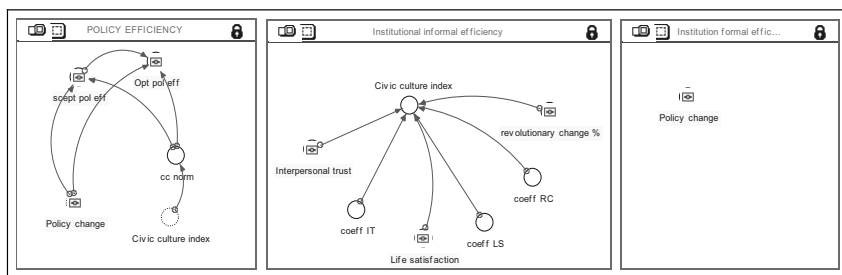 POLICY EFFICIENCY
scept pol eff
Opt pol eff
cc norm
Policy change
Civic culture index
Institutional informal efficiency
Civic culture index
revolutionary change %
Interpersonal trust
coeff RC
coeff IT
coeff LS
Life satisfaction
Institution formal effic...
Policy change